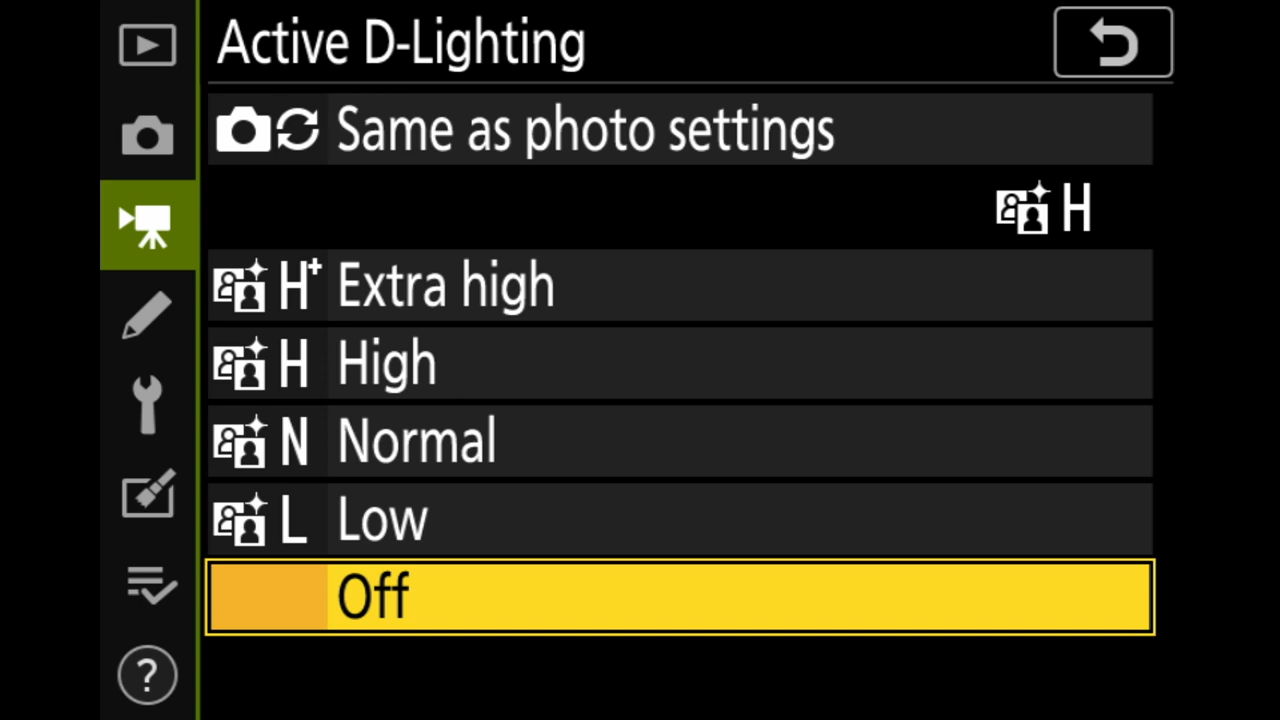 Active D-Lighting
Same as photo settings
H
H+ Extra high
H High
N Normal
L Low
Off
?